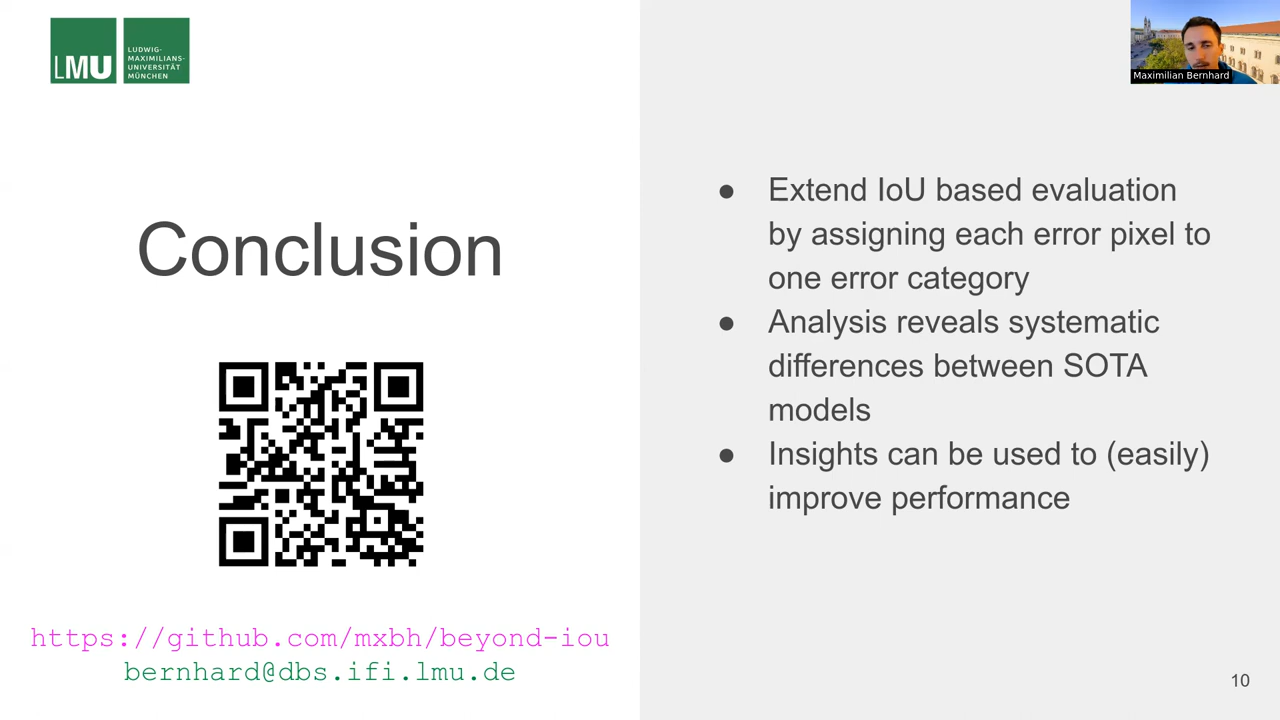 LMU
LUDWIG-
MAXIMILIANS-
UNIVERSITÄT
MÜNCHEN
Maximilian Bernhard
Conclusion
https://github.com/mxbh/beyond-iou
bernhard@dbs.ifi.lmu.de
● Extend IoU based evaluation
by assigning each error pixel to
one error category
● Analysis reveals systematic
differences between SOTA
models
● Insights can be used to (easily)
improve performance
10